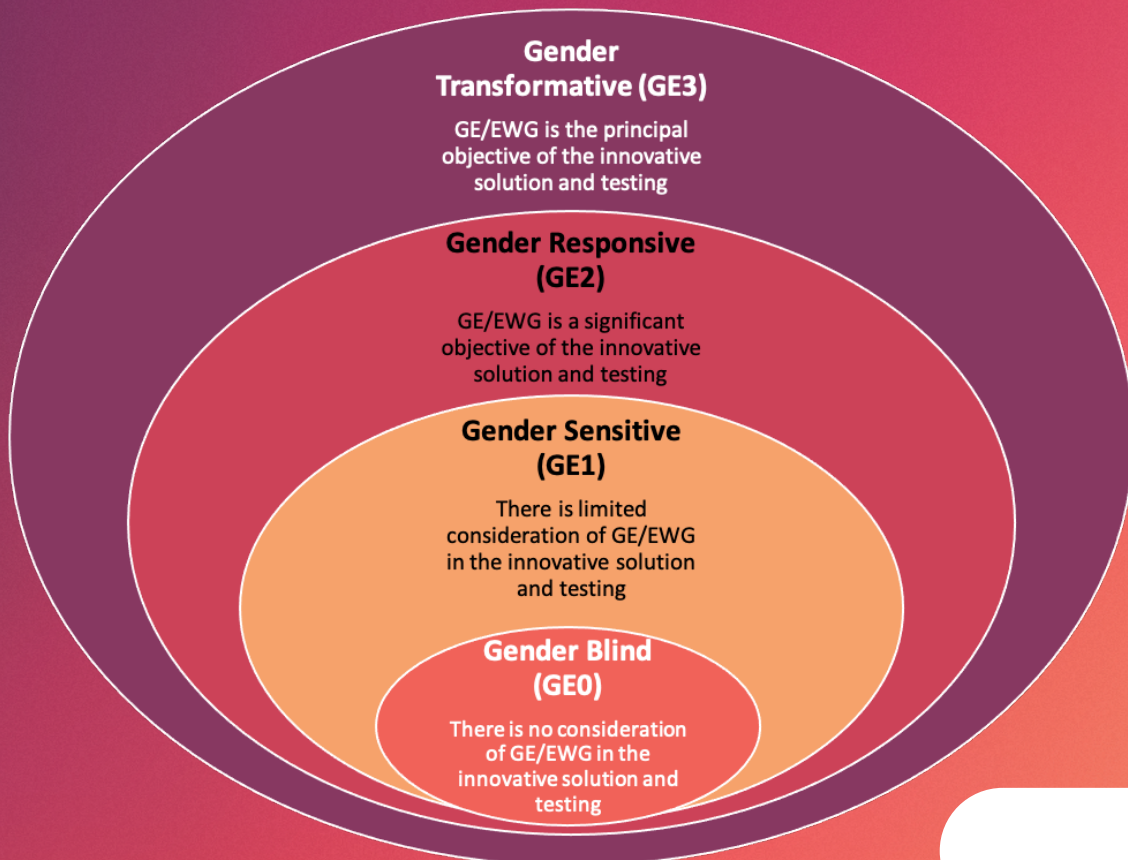 Gender
Transformative (GE3)
GE/EWG is the principal
objective of the innovative
solution and testing
Gender Responsive
(GE2)
GE/EWG is a significant
objective of the innovative
solution and testing
Gender Sensitive
(GE1)
There is limited
consideration of GE/EWG
in the innovative solution
and testing
Gender Blind
(GE0)
There is no consideration
of GE/EWG in the
innovative solution and
testing